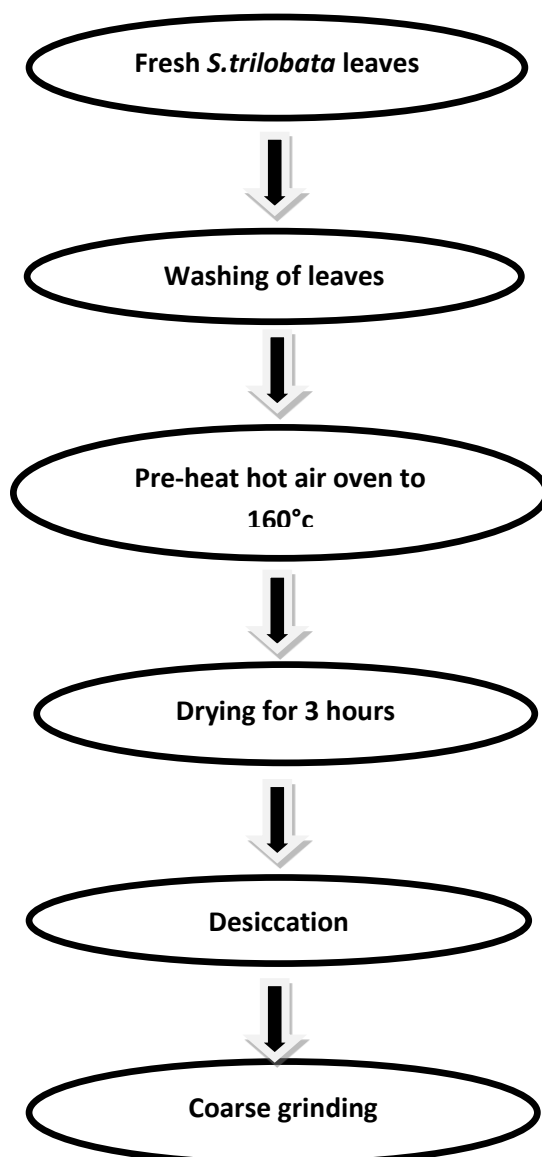 Fresh S.trilobata leaves
Washing of leaves
Pre-heat hot air oven to
160°c
Drying for 3 hours
Desiccation
Coarse grinding